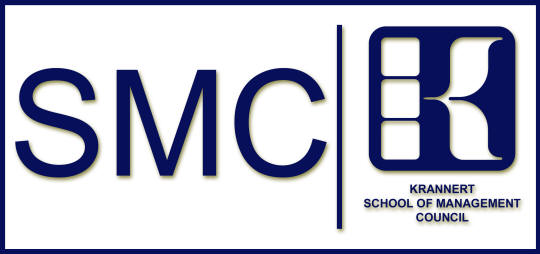 SMC
K
KRANNERT
SCHOOL OF MANAGEMENT
COUNCIL